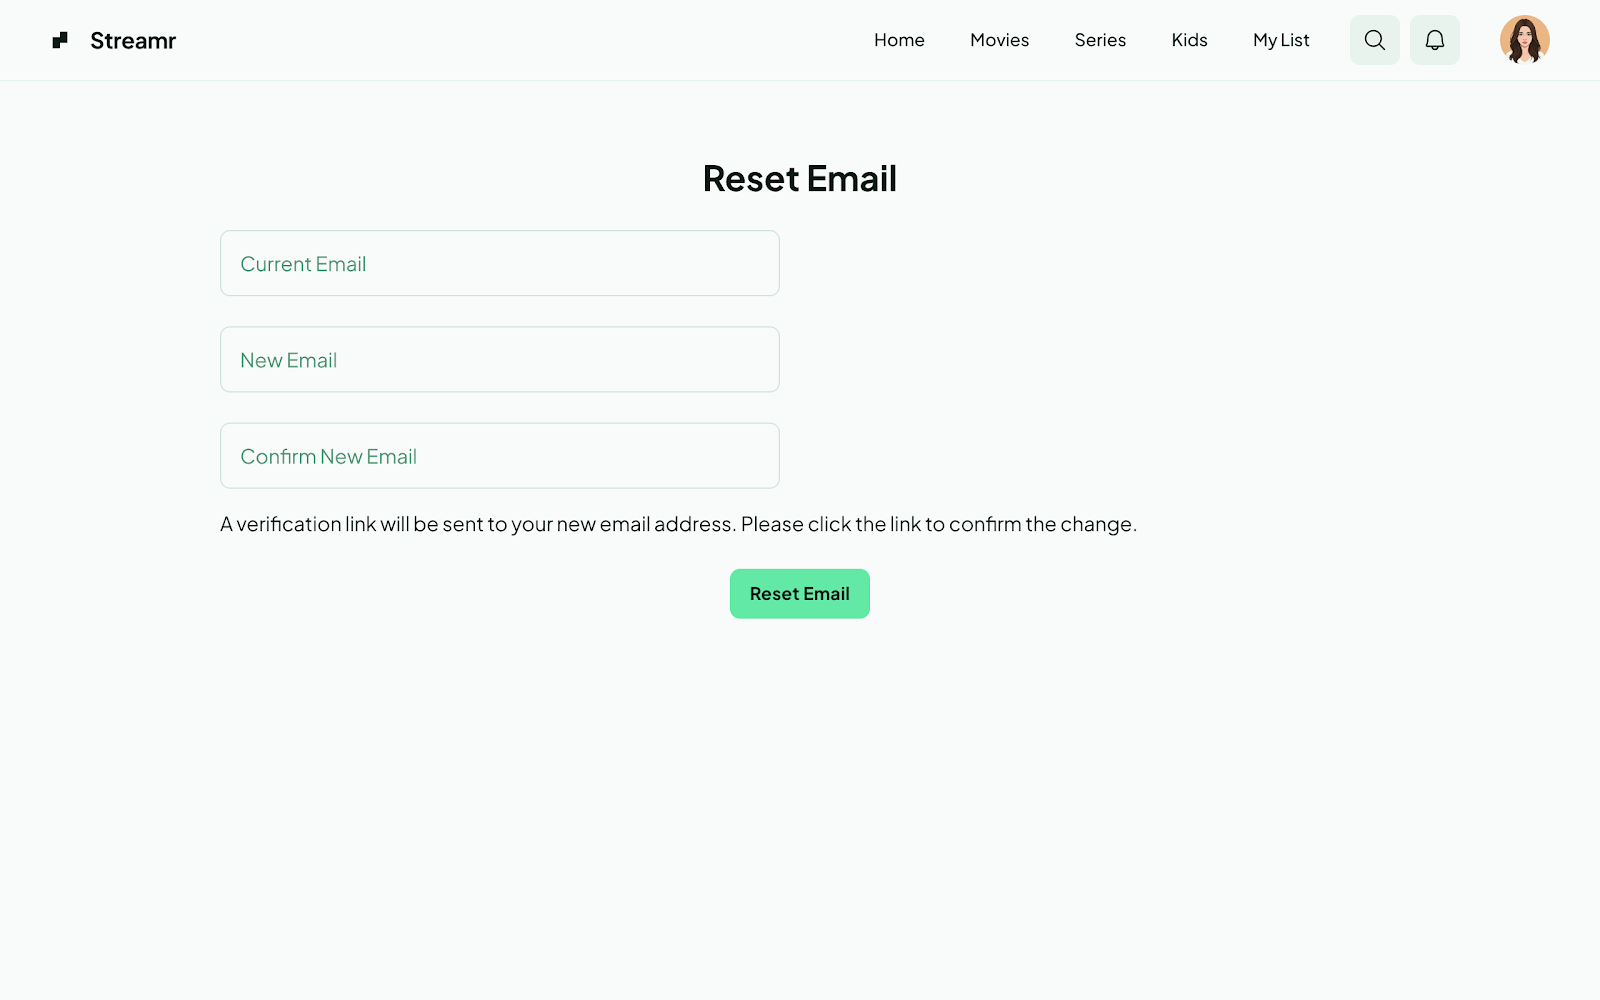 Streamr
Home Movies Series Kids My List
Reset Email
Current Email
New Email
Confirm New Email
A verification link will be sent to your new email address. Please click the link to confirm the change.
Reset Email